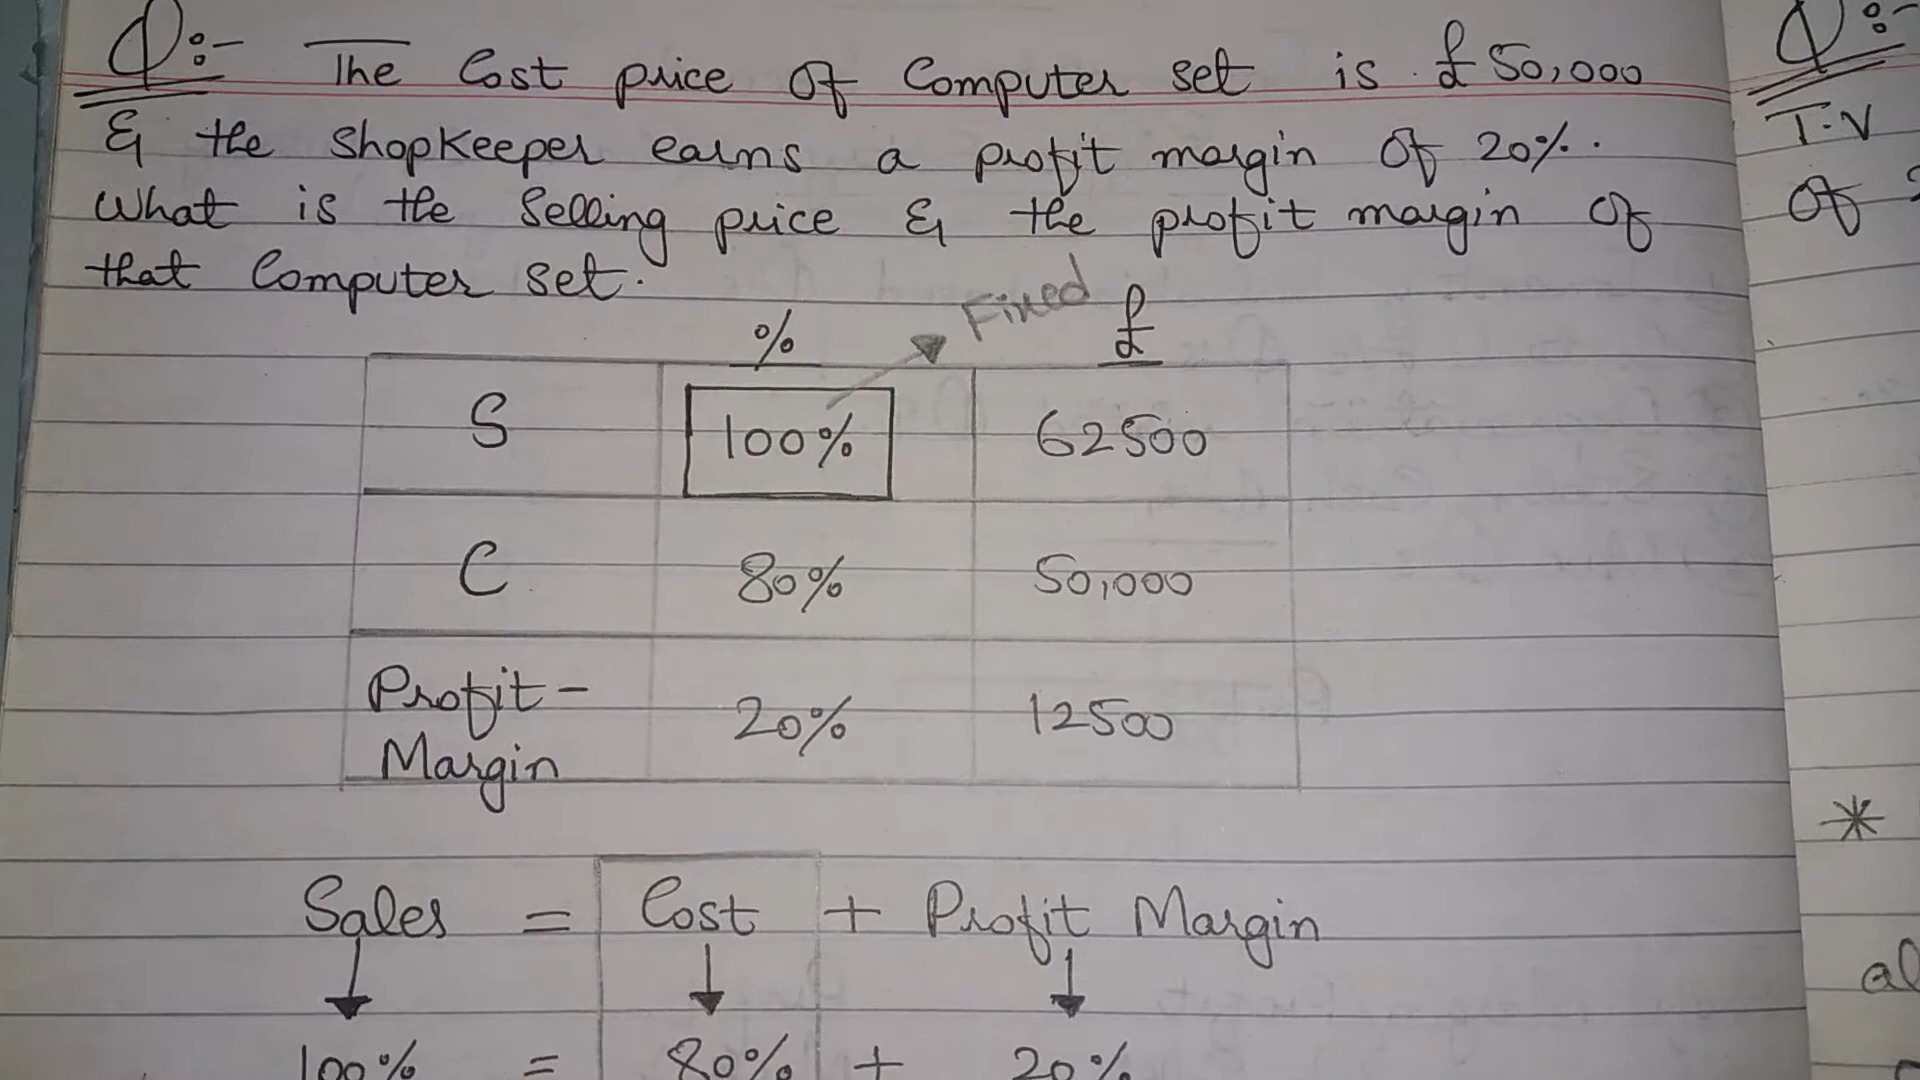 Q:- The Cost price of Computer set is £50,000
& the shopkeeper earns a profit margin of 20%.
What is the selling price & the profit margin of
that Computer set.
Fixed
% £
S 100% 62500
C 80% 50,000
Profit-
Margin 20% 12500
Sales = Cost + Profit Margin
100% = 80% + 20%
Q:-
T.V
of
*
al